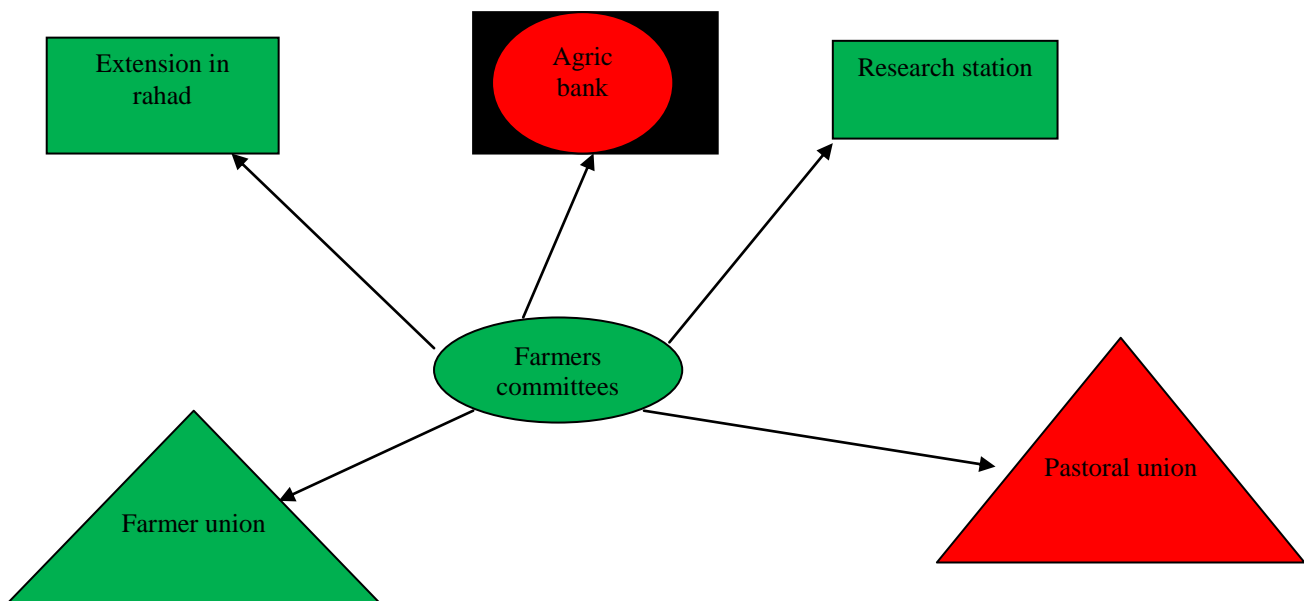 Extension in
rahad
Agric
bank
Research station
Farmers
committees
Pastoral union
Farmer union